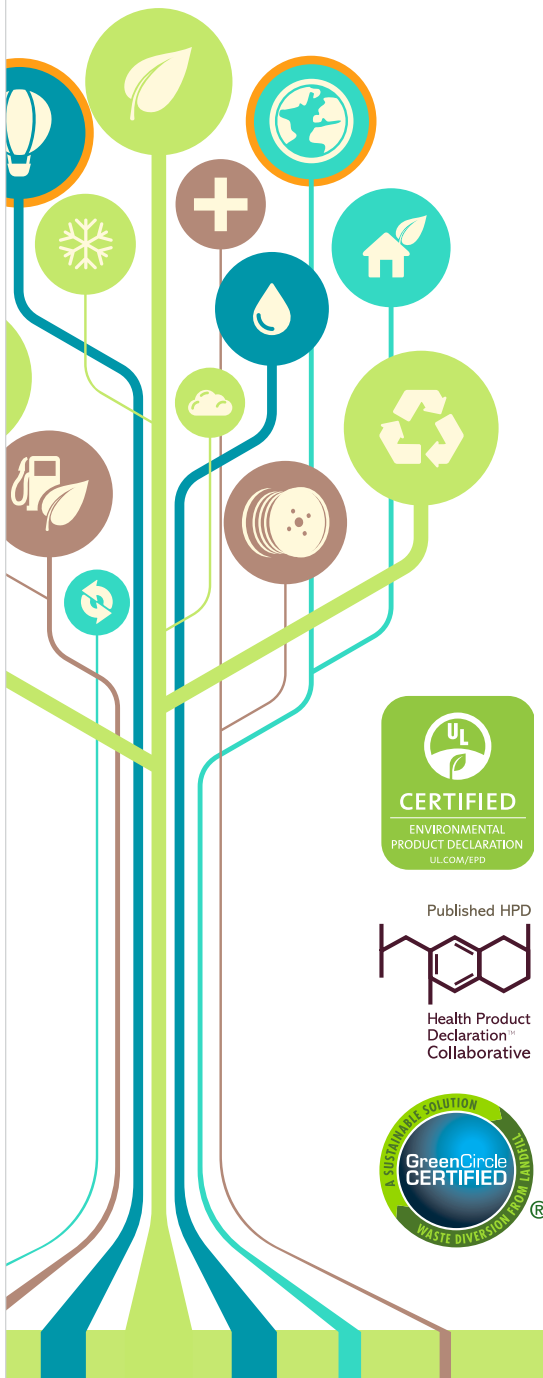 UL
CERTIFIED
ENVIRONMENTAL
PRODUCT DECLARATION
UL.COM/EPD
Published HPD
Health Product
Declaration™
Collaborative
A SUSTAINABLE SOLUTION
GreenCircle
CERTIFIED
WASTE DIVERSION FROM LANDFILL
®